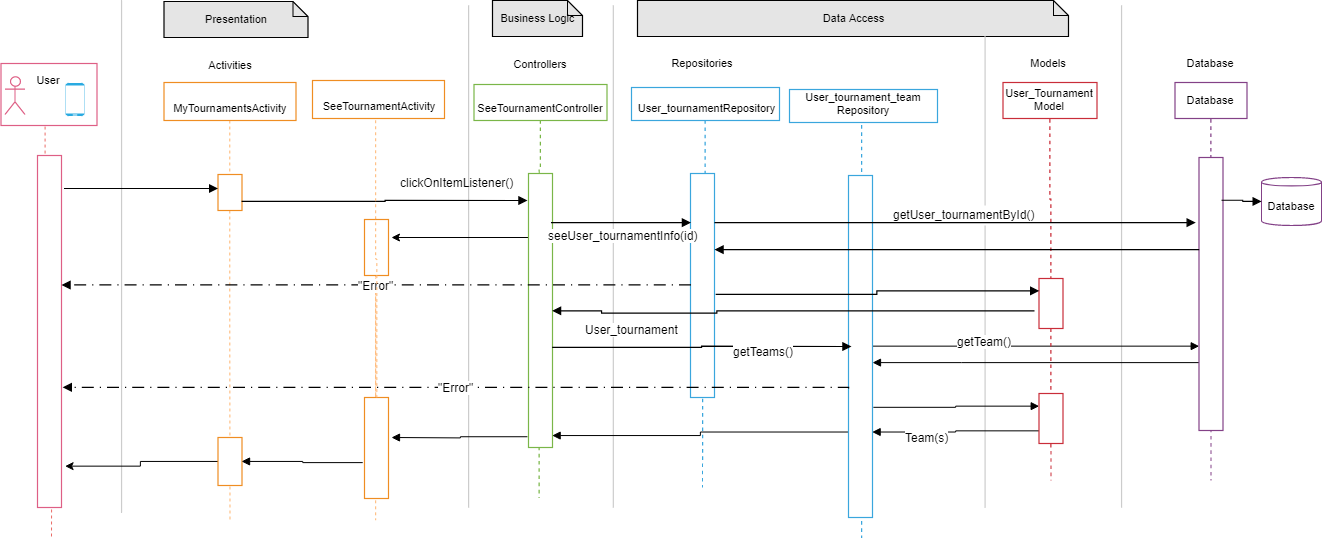 Presentation
Business Logic
Data Access
Activities
Controllers
Repositories
Models
Database
User
MyTournamentsActivity
SeeTournamentActivity
SeeTournamentController
User_tournamentRepository
User_tournament_team
Repository
User_Tournament
Model
Database
clickOnItemListener()
Database
getUser_tournamentById()
seeUser_tournamentInfo(id)
"Error"
User_tournament
getTeams()
getTeam()
"Error"
Team(s)